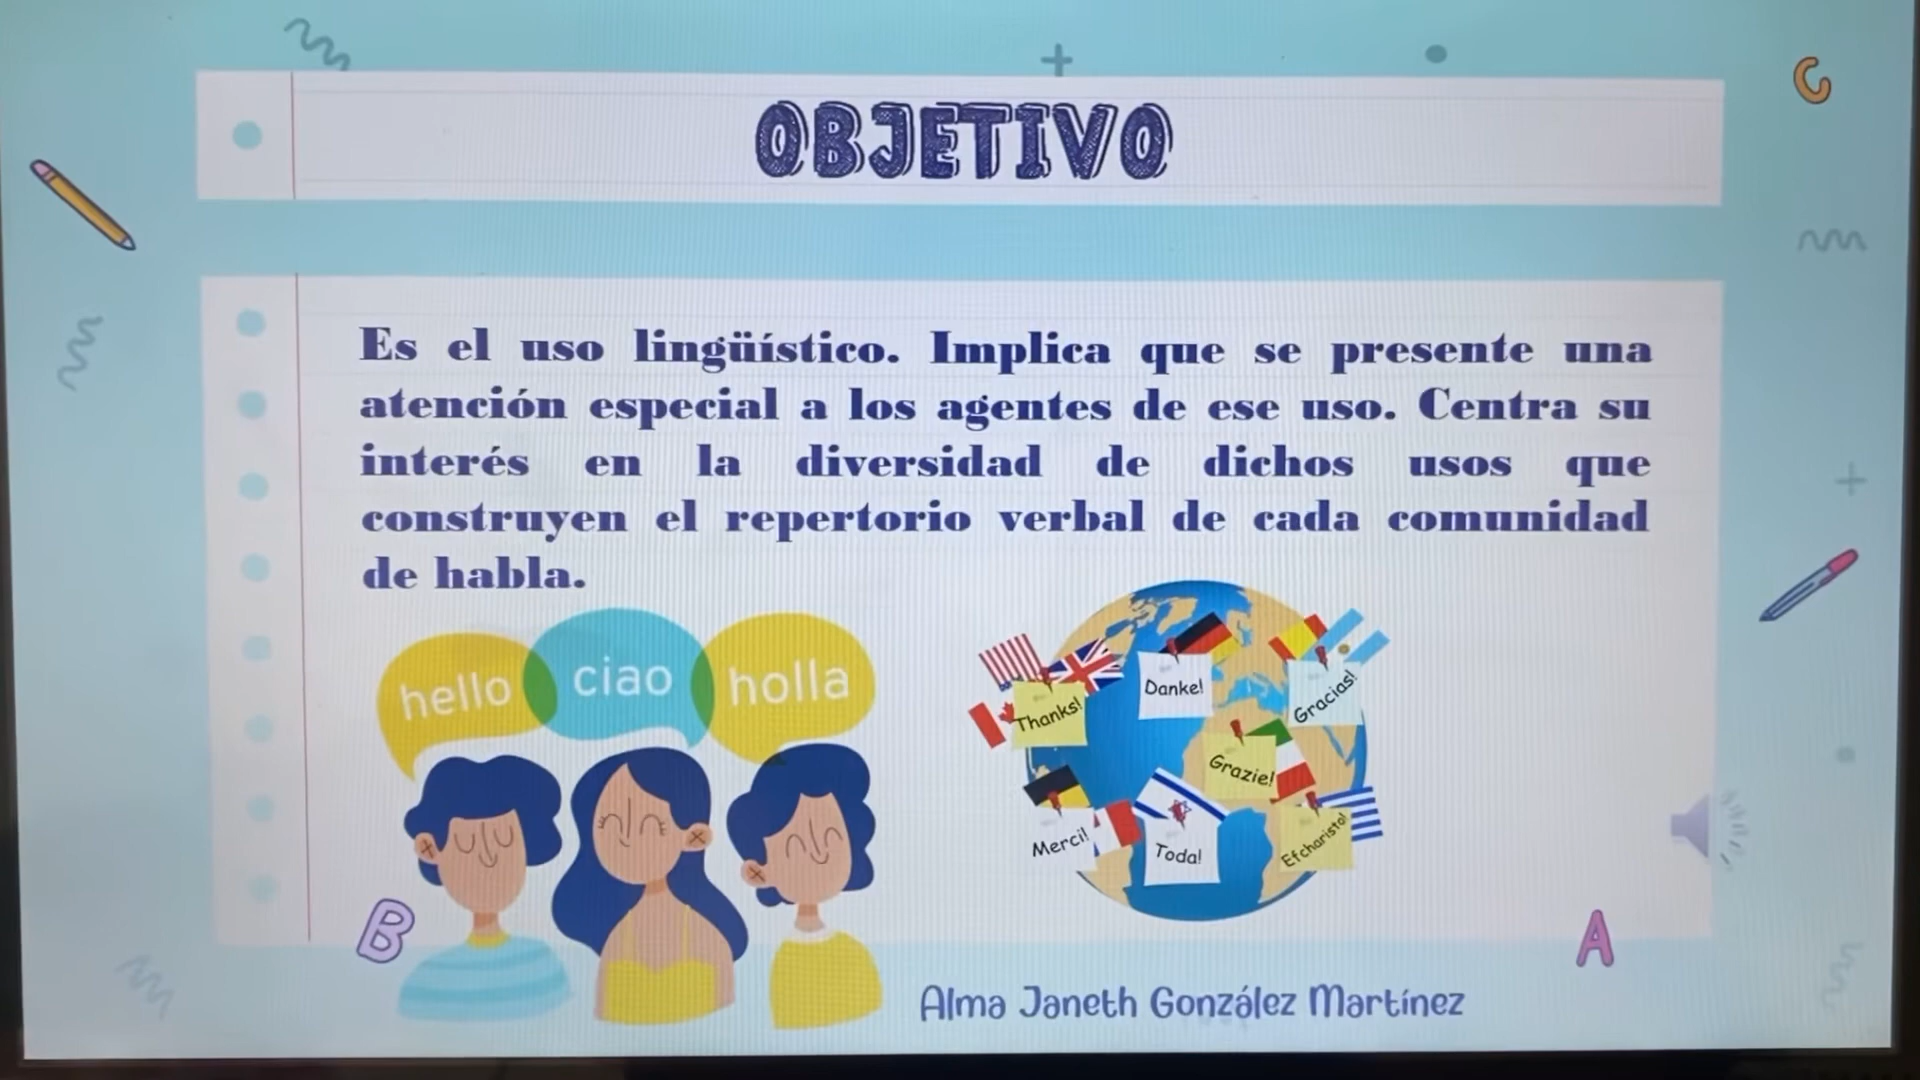 OBJETIVO
Es el uso lingüístico. Implica que se presente una
atención especial a los agentes de ese uso. Centra su
interés en la diversidad de dichos usos que
construyen el repertorio verbal de cada comunidad
de habla.
hello
ciao
holla
Thanks!
Danke!
Gracias!
Grazie!
Merci!
Toda!
Efcharisto!
C
B
A
Alma Janeth González Martínez